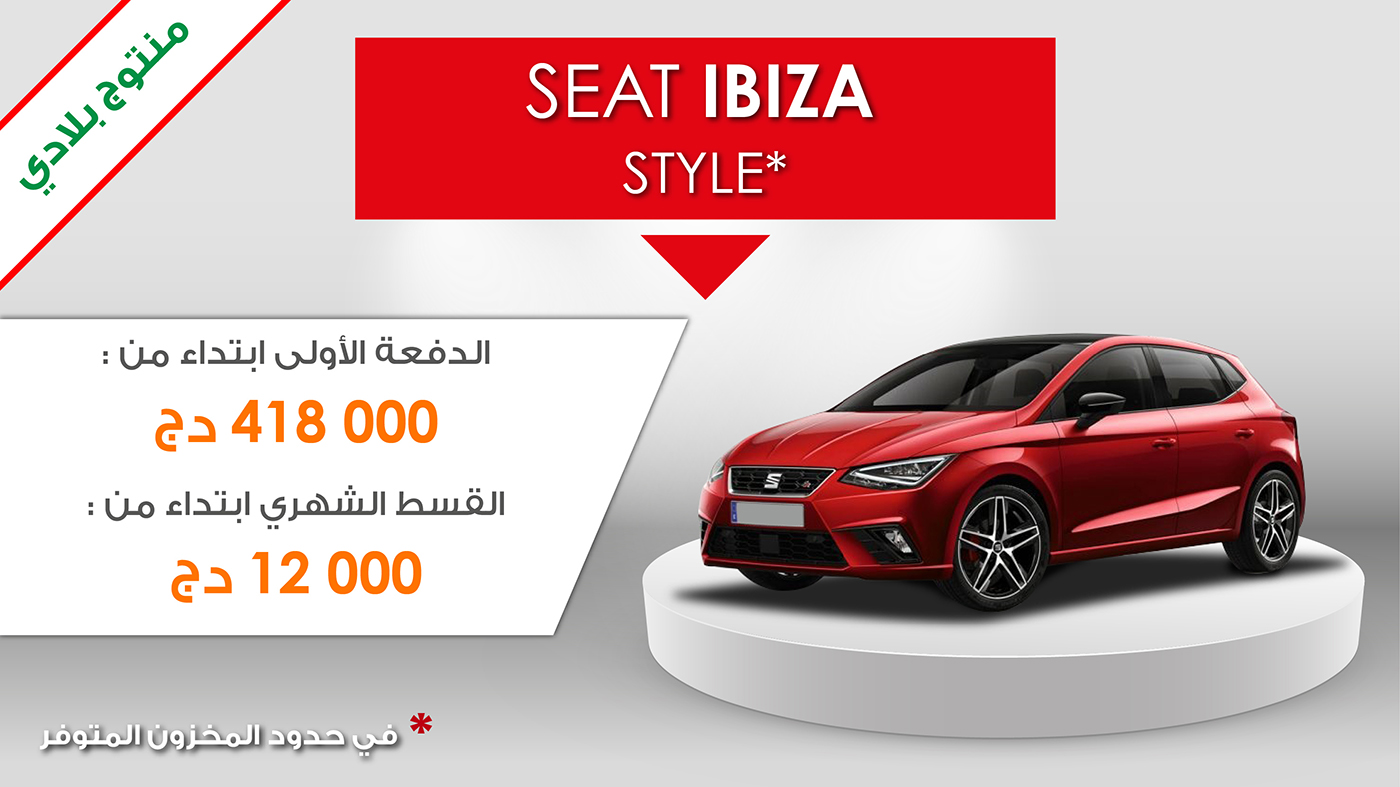 منتوج بلادي
SEAT IBIZA
STYLE*
الدفعة الأولى ابتداء من :
418 000 دج
القسط الشهري ابتداء من :
12 000 دج
* في حدود المخزون المتوفر